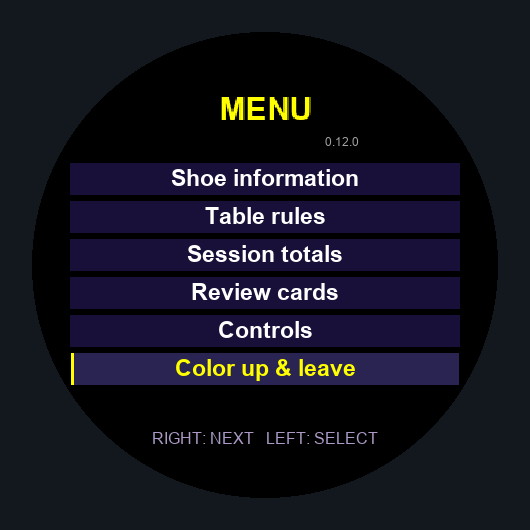 MENU
0.12.0
Shoe information
Table rules
Session totals
Review cards
Controls
Color up & leave
RIGHT: NEXT   LEFT: SELECT